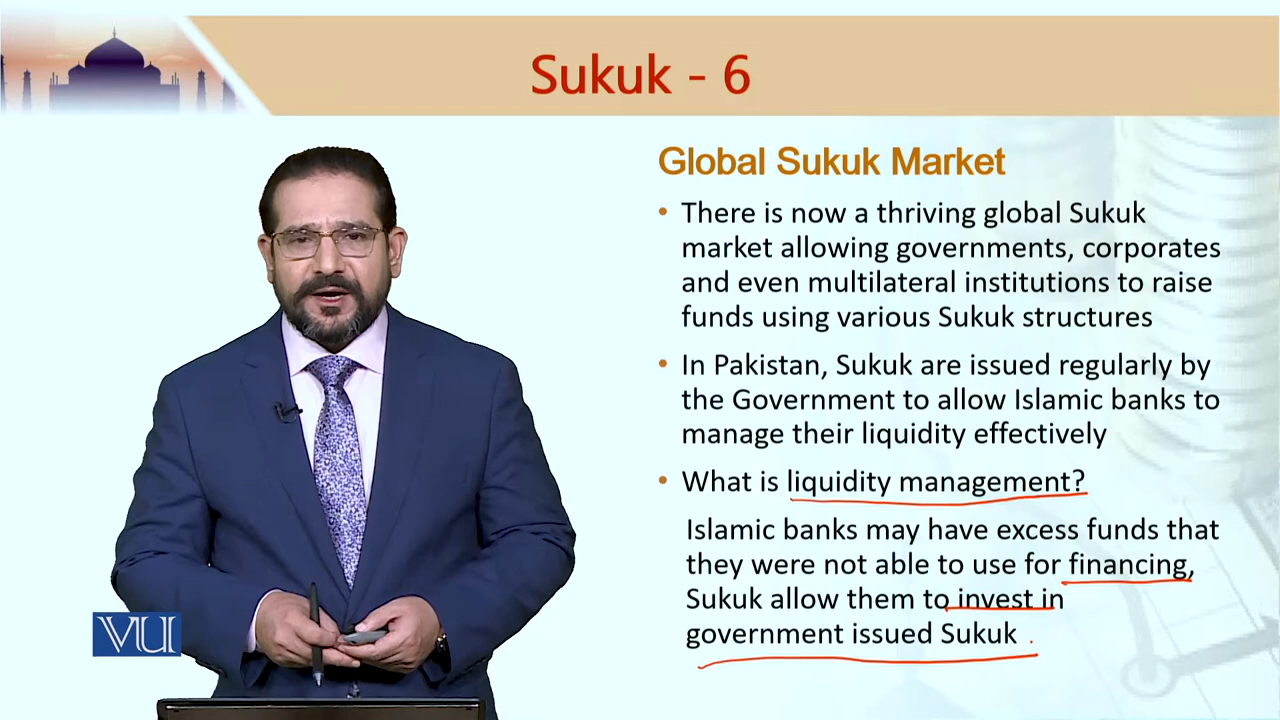 Sukuk - 6
Global Sukuk Market
• There is now a thriving global Sukuk
market allowing governments, corporates
and even multilateral institutions to raise
funds using various Sukuk structures
• In Pakistan, Sukuk are issued regularly by
the Government to allow Islamic banks to
manage their liquidity effectively
• What is liquidity management?
Islamic banks may have excess funds that
they were not able to use for financing,
Sukuk allow them to invest in
government issued Sukuk
VU